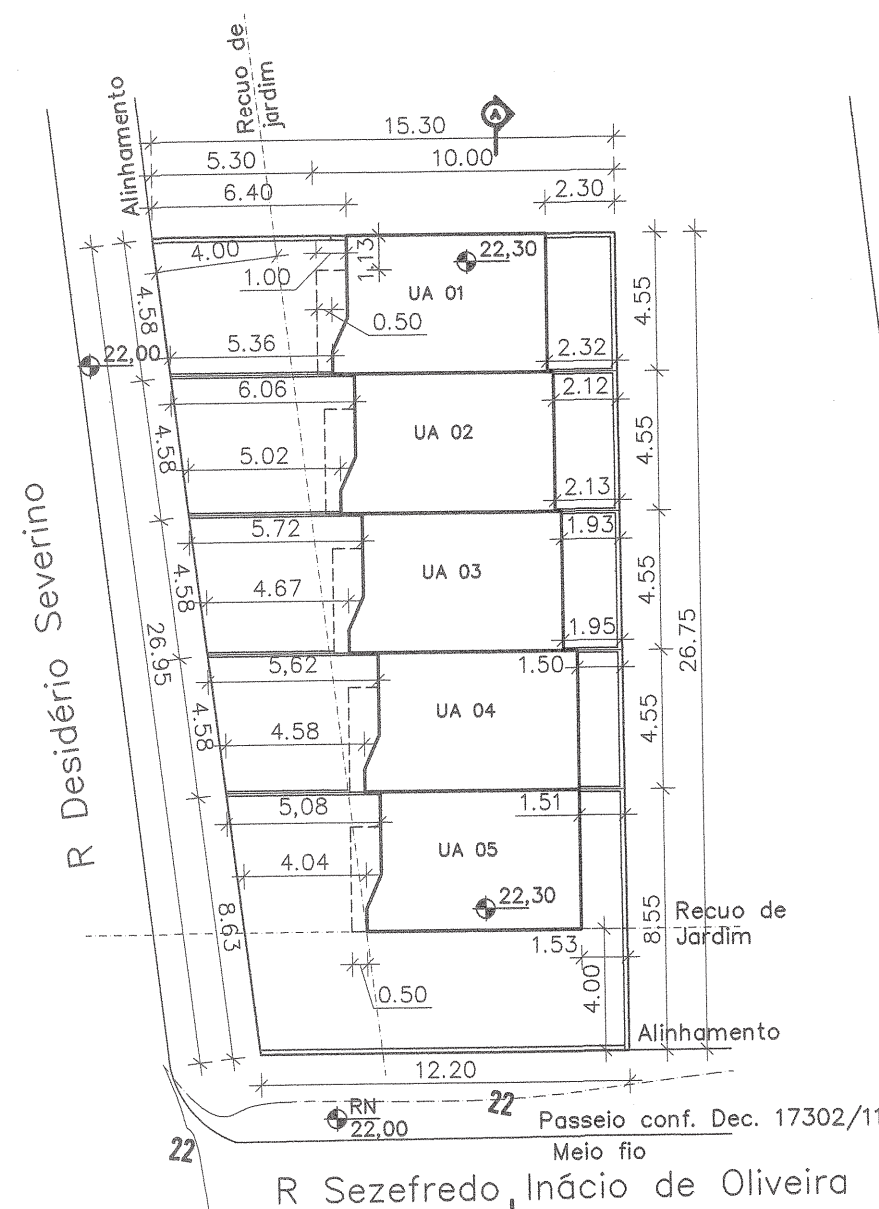 Alinhamento
Recuo de
jardim
A
15.30
5.30
10.00
6.40
2.30
4.00
1.00
1.13
22,30
UA 01
0.50
4.58
5.36
2.32
4.55
22,00
6.06
2.12
UA 02
4.58
5.02
2.13
4.55
5.72
1.93
UA 03
4.58
4.67
1.95
4.55
26.95
26.75
5,62
1.50
UA 04
4.58
4.58
4.55
5,08
1.51
UA 05
4.04
22,30
8.63
8.55
Recuo de
Jardim
1.53
0.50
4.00
Alinhamento
12.20
R Desidério Severino
22
RN
22,00
Passeio conf. Dec. 17302/11
Meio fio
22
R Sezefredo Inácio de Oliveira